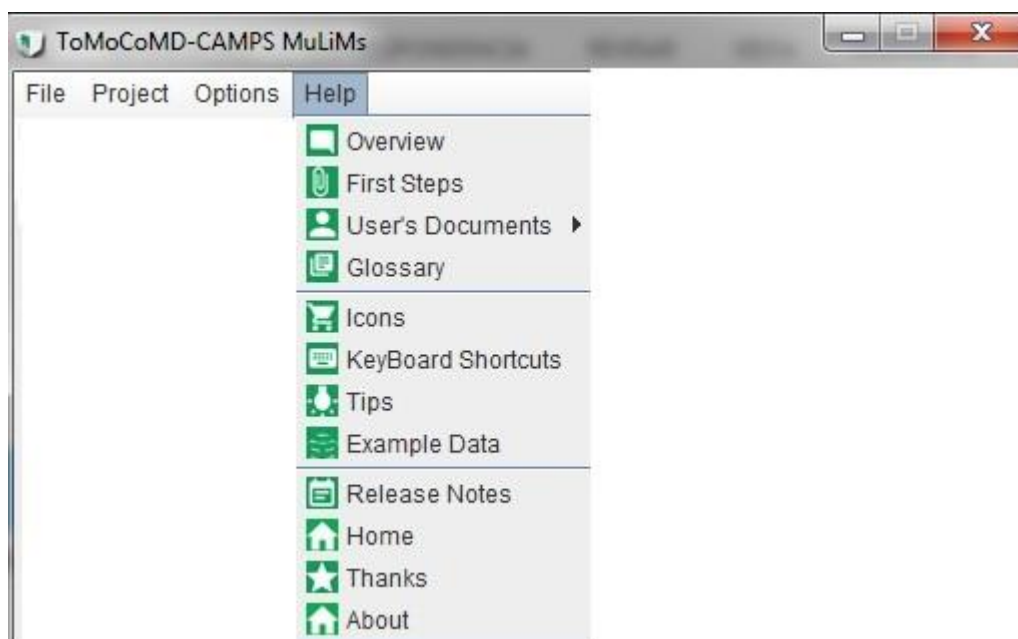 ToMoCoMD-CAMPS MuLiMs
File Project Options Help
Overview
First Steps
User's Documents
Glossary
Icons
KeyBoard Shortcuts
Tips
Example Data
Release Notes
Home
Thanks
About